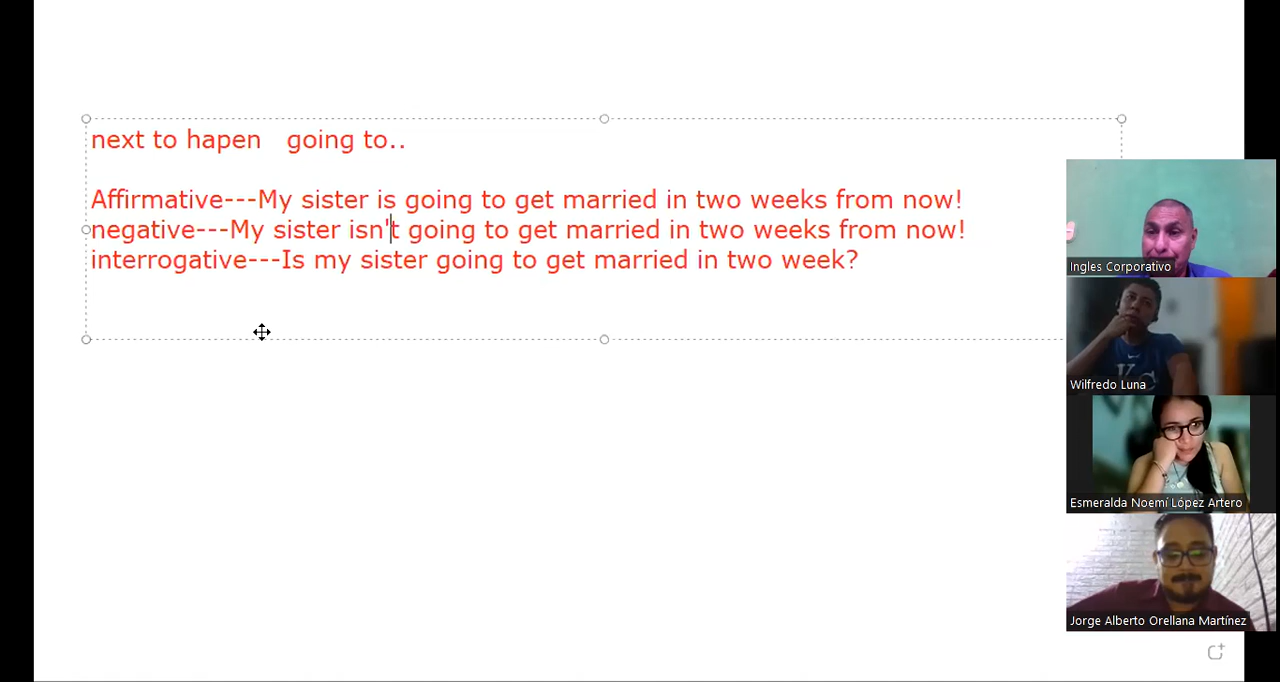 next to hapen going to..
Affirmative---My sister is going to get married in two weeks from now!
negative---My sister isn't going to get married in two weeks from now!
interrogative---Is my sister going to get married in two week?
Ingles Corporativo
Wilfredo Luna
Esmeralda Noemí López Artero
Jorge Alberto Orellana Martínez